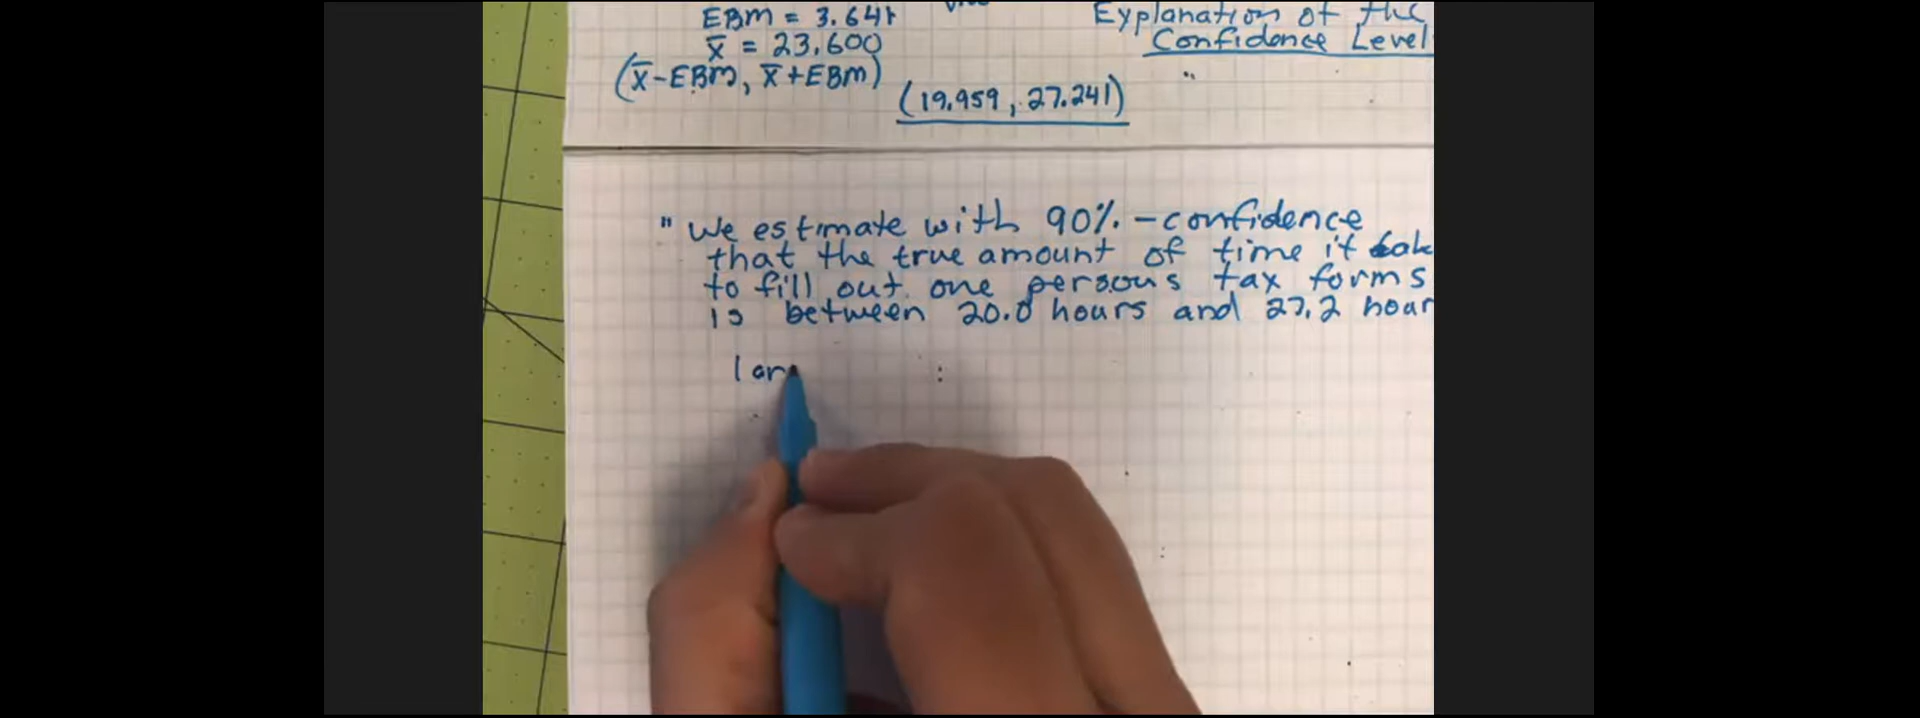 EBM = 3.641
x̄ = 23.600
(x̄-EBM, x̄+EBM)
(19.959, 27.241)
Explanation of the
Confidence Level
"
" We estimate with 90% - confidence
that the true amount of time it
to fill out one persons tax forms
is between 20.0 hours and 27.2 hour
I am